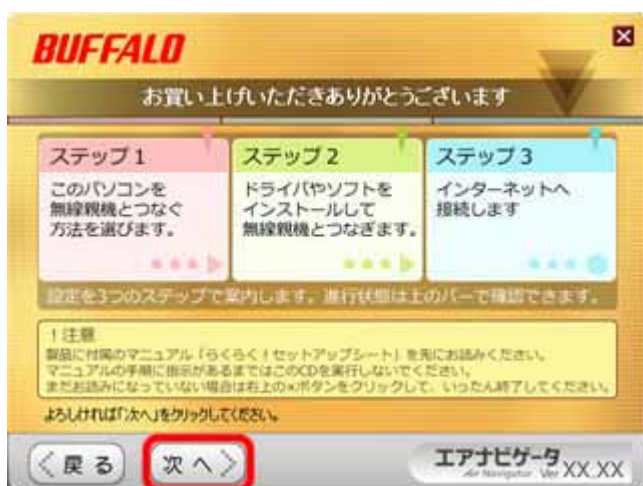 BUFFALO
お買い上げいただきありがとうございます
ステップ 1
このパソコンを
無線親機とつなぐ
方法を選びます。
ステップ 2
ドライバやソフトを
インストールして
無線親機とつなぎます。
ステップ 3
インターネットへ
接続します
設定を3つのステップで案内します。進行状態は上のバーで確認できます。
！注意
製品に付属のマニュアル「らくらく！セットアップシート」を先にお読みください。
マニュアルの手順に指示があるまではこのCDを実行しないでください。
まだお読みになっていない場合は右上の×ボタンをクリックして、いったん終了してください。
よろしければ「次へ」をクリックしてください。
戻る
次へ
エアナビゲータ
Air Navigator Ver XX.XX